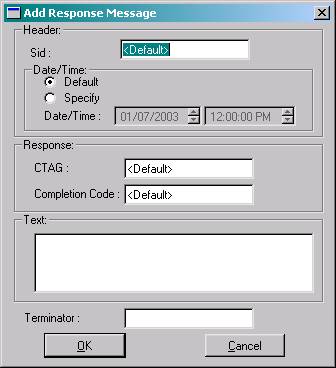 Add Response Message
Header:
Sid : <Default>
Date/Time:
Default
Specify
Date/Time : 01/07/2003 12:00:00 PM
Response:
CTAG : <Default>
Completion Code : <Default>
Text:
Terminator :
OK Cancel